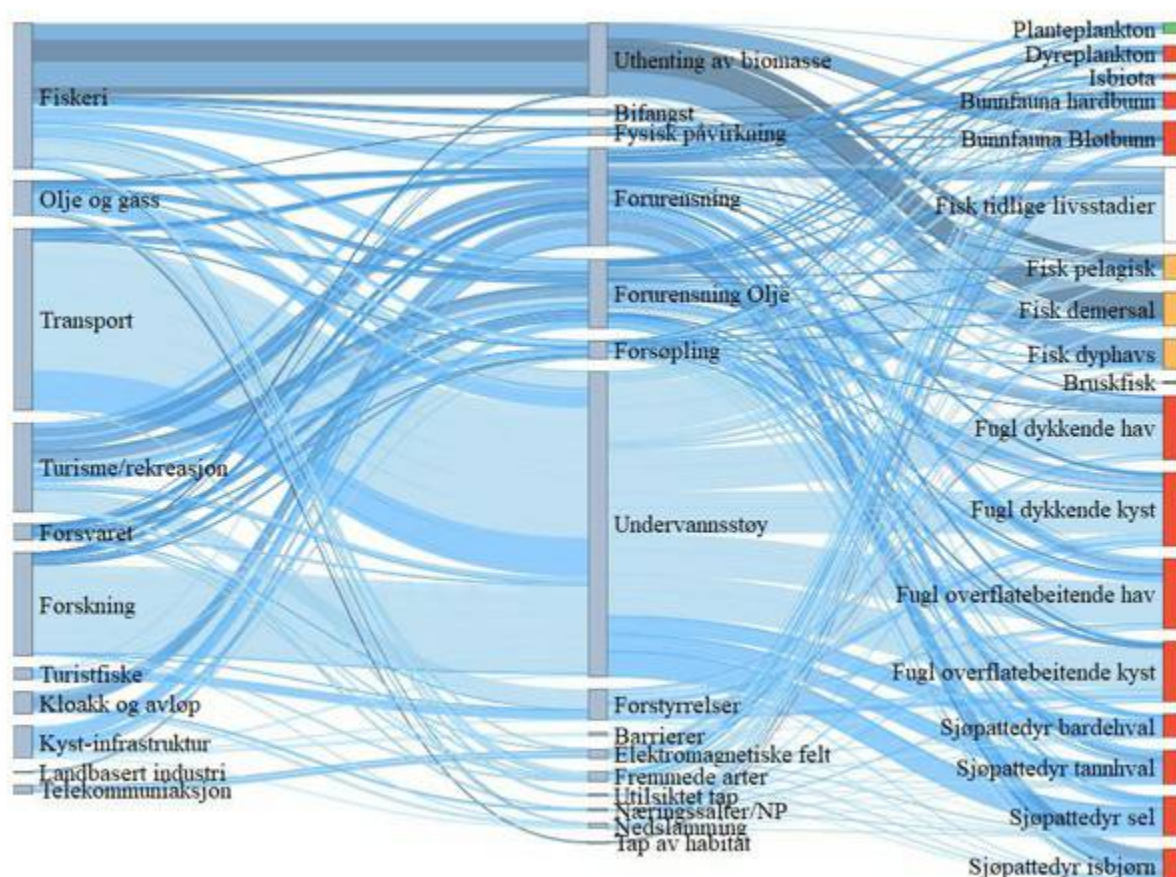 Fiskeri
Olje og gass
Transport
Turisme/rekreasjon
Forsvaret
Forskning
Turistfiske
Kloakk og avløp
Kyst-infrastruktur
Landbasert industri
Telekommuniaksjon
Uthenting av biomasse
Bifangst
Fysisk påvirkning
Forurensning
Forurensning Olje
Forsøpling
Undervannsstøy
Forstyrrelser
Barrierer
Elektromagnetiske felt
Fremmede arter
Utilsiktet tap
Næringssalter/NP
Nedslamming
Tap av habitat
Planteplankton
Dyreplankton
Isbiota
Bunnfauna hardbunn
Bunnfauna Bløtbunn
Fisk tidlige livsstadier
Fisk pelagisk
Fisk demersal
Fisk dyphavs
Bruskfisk
Fugl dykkende hav
Fugl dykkende kyst
Fugl overflatebeitende hav
Fugl overflatebeitende kyst
Sjøpattedyr bardehval
Sjøpattedyr tannhval
Sjøpattedyr sel
Sjøpattedyr isbjørn